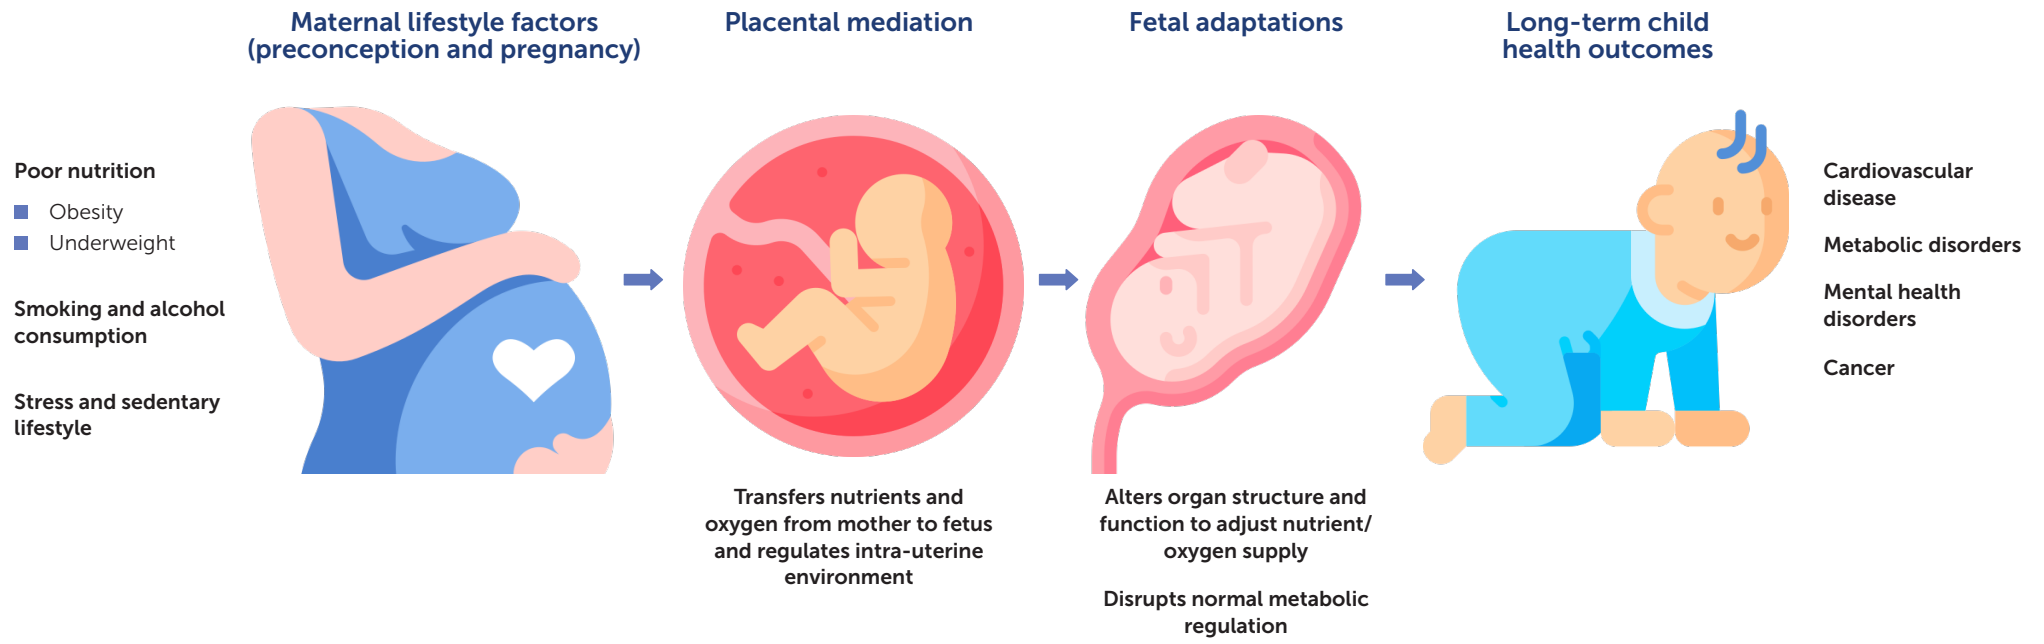 Maternal lifestyle factors
(preconception and pregnancy)
Placental mediation
Fetal adaptations
Long-term child
health outcomes
Poor nutrition
Obesity
Underweight
Smoking and alcohol
consumption
Stress and sedentary
lifestyle
Transfers nutrients and
oxygen from mother to fetus
and regulates intra-uterine
environment
Alters organ structure and
function to adjust nutrient/
oxygen supply
Disrupts normal metabolic
regulation
Cardiovascular
disease
Metabolic disorders
Mental health
disorders
Cancer